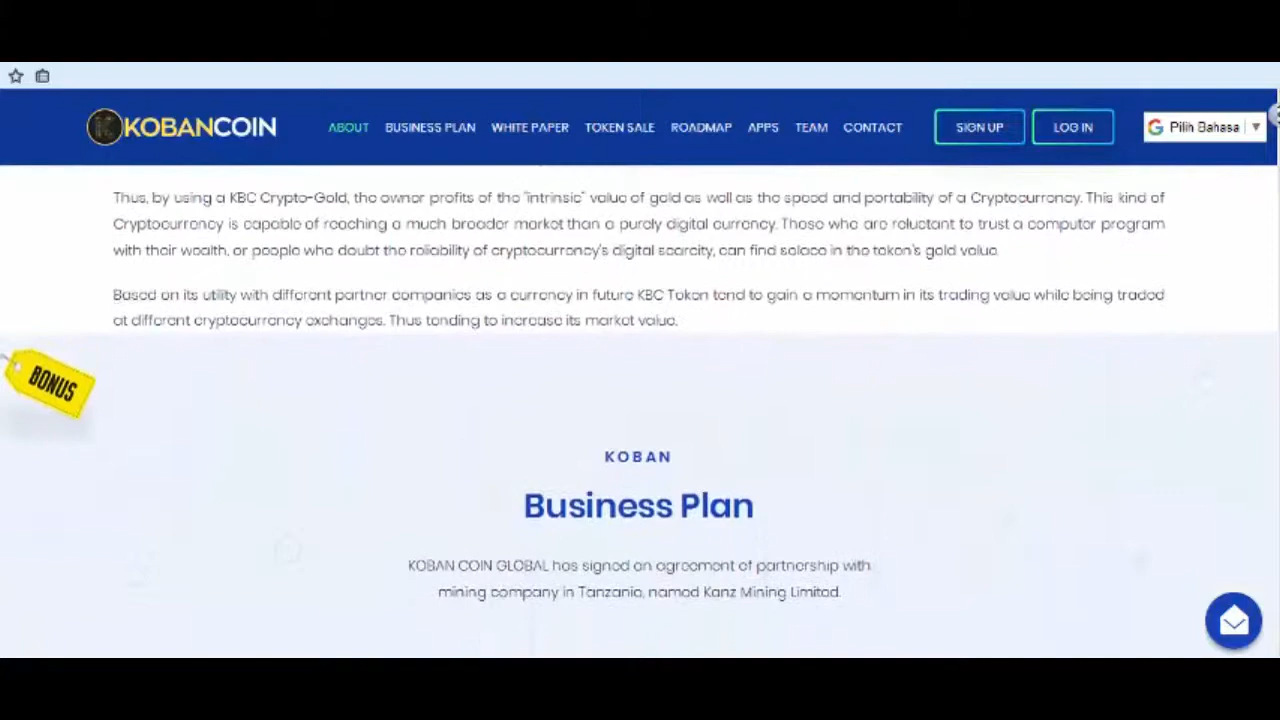 KOBANCOIN
ABOUT BUSINESS PLAN WHITE PAPER TOKEN SALE ROADMAP APPS TEAM CONTACT SIGN UP LOG IN Pilih Bahasa
Thus, by using a KBC Crypto-Gold, the owner profits of the "intrinsic" value of gold as well as the speed and portability of a Cryptocurrency. This kind of
Cryptocurrency is capable of reaching a much broader market than a purely digital currency. Those who are reluctant to trust a computer program
with their wealth, or people who doubt the reliability of cryptocurrency's digital scarcity, can find solace in the token's gold value.
Based on its utility with different partner companies as a currency in future KBC Token tend to gain a momentum in its trading value while being traded
at different cryptocurrency exchanges. Thus tending to increase its market value.
BONUS
KOBAN
Business Plan
KOBAN COIN GLOBAL has signed an agreement of partnership with
mining company in Tanzania, named Kanz Mining Limited.